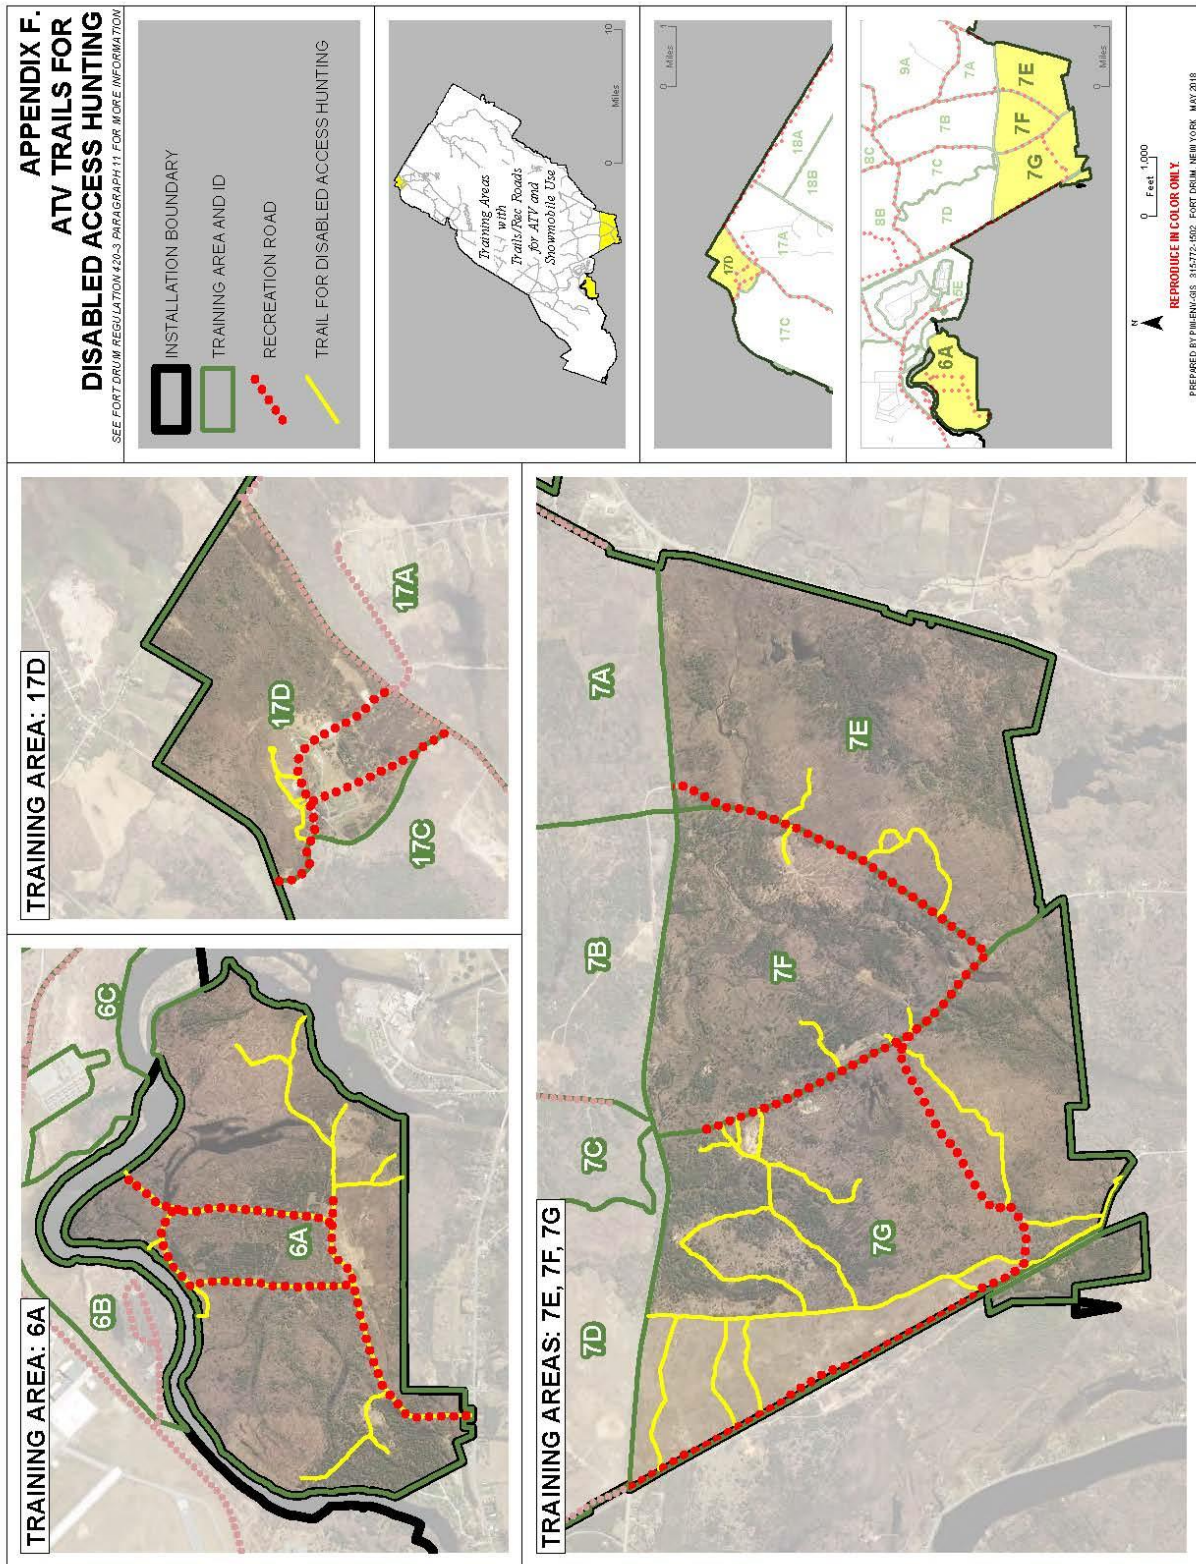 APPENDIX F.
ATV TRAILS FOR
DISABLED ACCESS HUNTING
SEE FORT DRUM REGULATION 420-3 PARAGRAPH 11 FOR MORE INFORMATION
INSTALLATION BOUNDARY
TRAINING AREA AND ID
RECREATION ROAD
TRAIL FOR DISABLED ACCESS HUNTING
Training Areas
with
Trails/Rec Roads
for ATV and
Snowmobile Use
0 10
Miles
Miles
0 1
17D
17A
17C
18B
18A
Miles
0 1
9A
7A
7E
18C
7B
7F
8B
7C
7G
7D
5E
6A
N
0 1,000
Feet
REPRODUCE IN COLOR ONLY.
PREPARED BY PW-ENV-GIS 315-772-1502 FORT DRUM, NEW YORK MAY 2018
TRAINING AREA: 6A
6C
6B
6A
TRAINING AREA: 17D
17D
17A
17C
TRAINING AREAS: 7E, 7F, 7G
7D
7C
7B
7A
7G
7F
7E